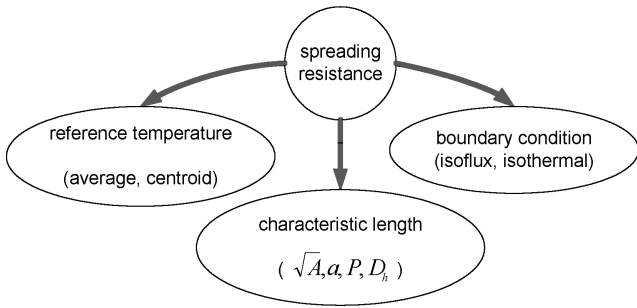 spreading
resistance
reference temperature
(average, centroid)
boundary condition
(isoflux, isothermal)
characteristic length
( √A, a, P, D_h )